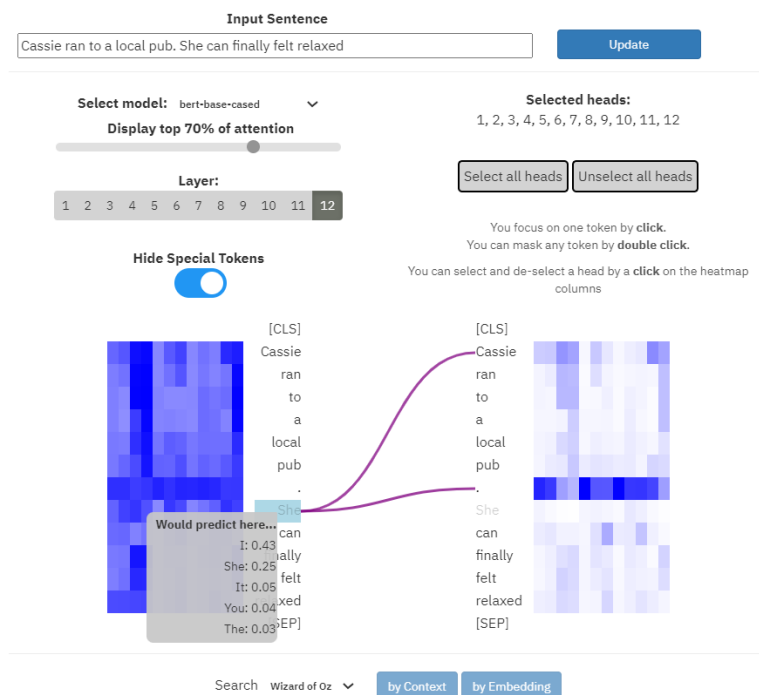 Input Sentence
Cassie ran to a local pub. She can finally felt relaxed
Update
Select model: bert-base-cased
Display top 70% of attention
Layer:
1 2 3 4 5 6 7 8 9 10 11 12
Hide Special Tokens
Selected heads:
1, 2, 3, 4, 5, 6, 7, 8, 9, 10, 11, 12
Select all heads Unselect all heads
You focus on one token by click.
You can mask any token by double click.
You can select and de-select a head by a click on the heatmap
columns
[CLS]
Cassie
ran
to
a
local
pub
.
She
can
felt
Would predict here...
I: 0.43
She: 0.25
It: 0.05
You: 0.04
The: 0.03
[CLS]
Cassie
ran
to
a
local
pub
.
She
can
finally
felt
relaxed
[SEP]
Search Wizard of Oz by Context by Embedding